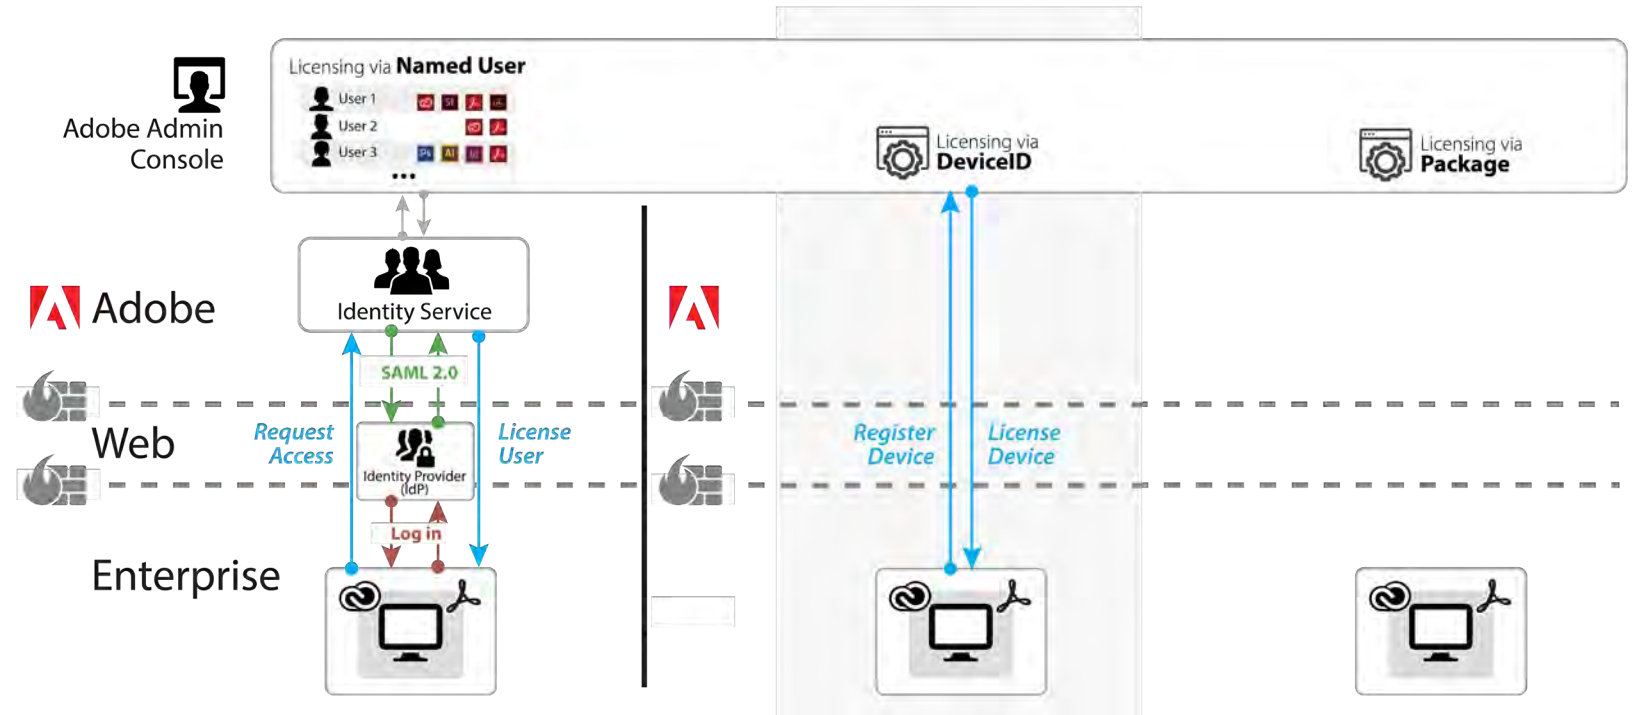 Licensing via Named User
User 1
User 2
User 3
...
Adobe Admin
Console
Licensing via
DeviceID
Licensing via
Package
Identity Service
Adobe
SAML 2.0
Web
Request
Access
License
User
Identity Provider
(IdP)
Register
Device
License
Device
Log in
Enterprise